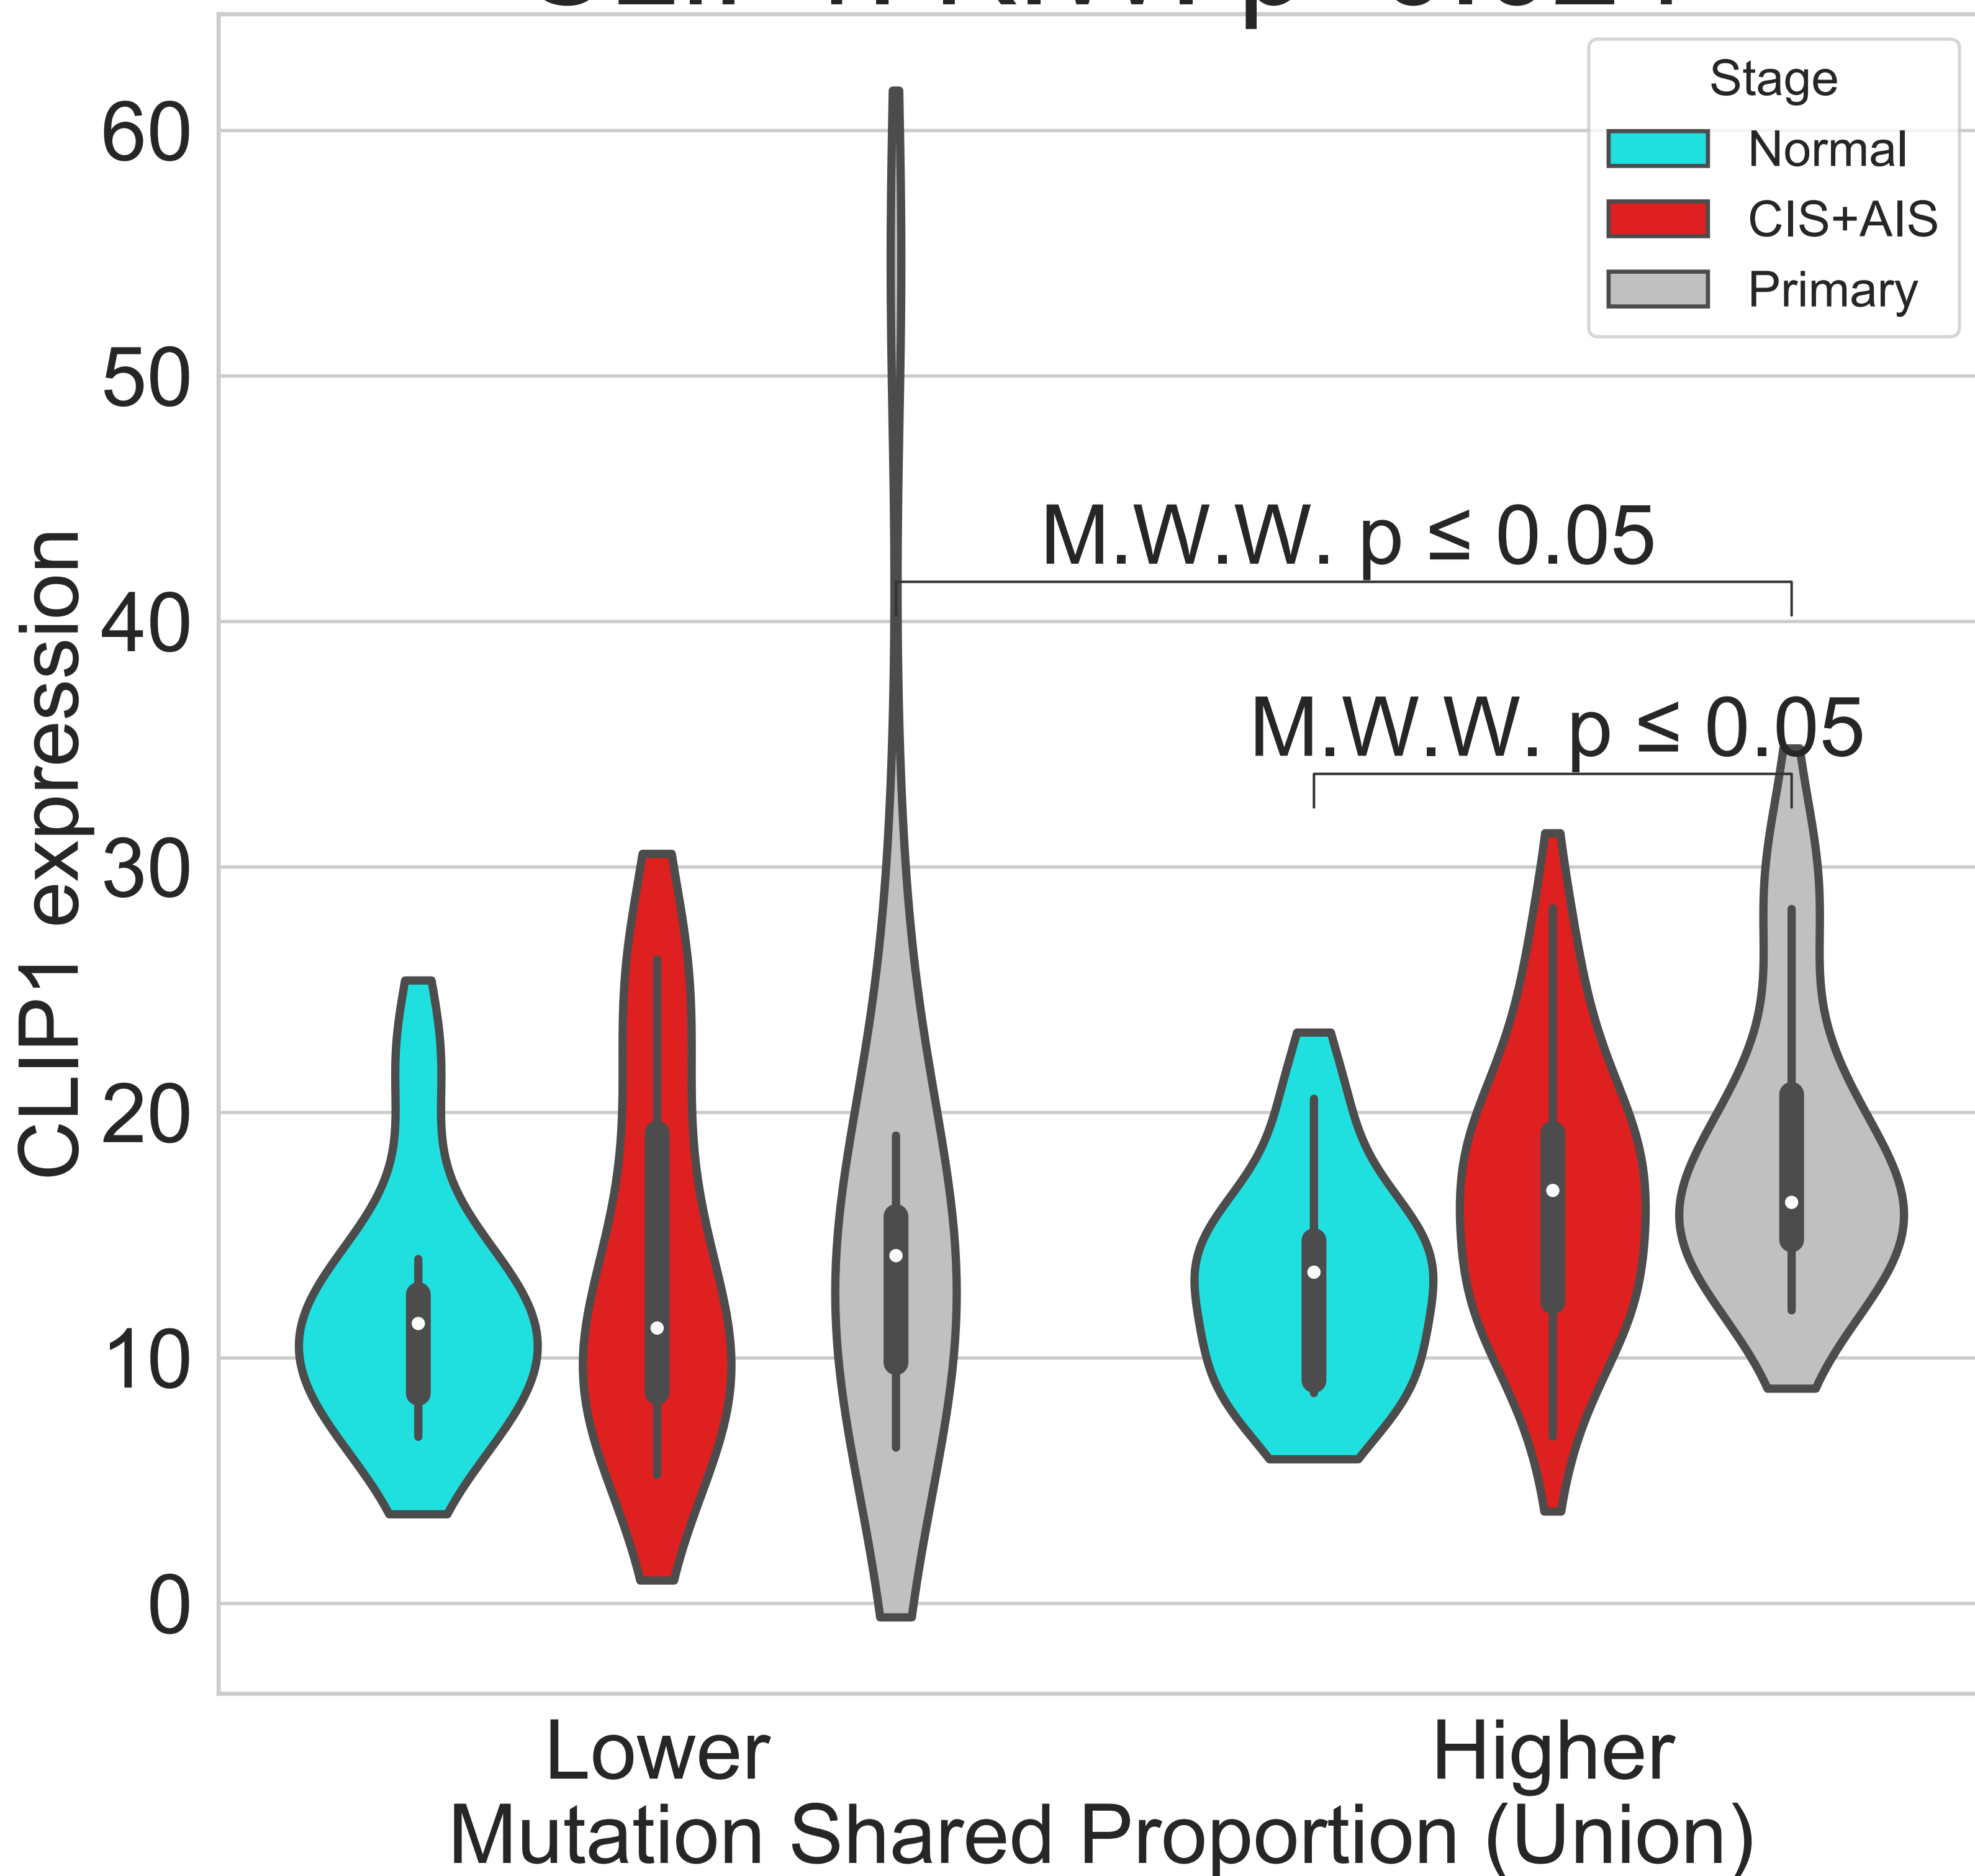 Stage
Normal
CIS+AIS
Primary
60
50
40
30
20
10
0
CLIP1 expression
M.W.W. p ≤ 0.05
M.W.W. p ≤ 0.05
Lower
Higher
Mutation Shared Proportion (Union)